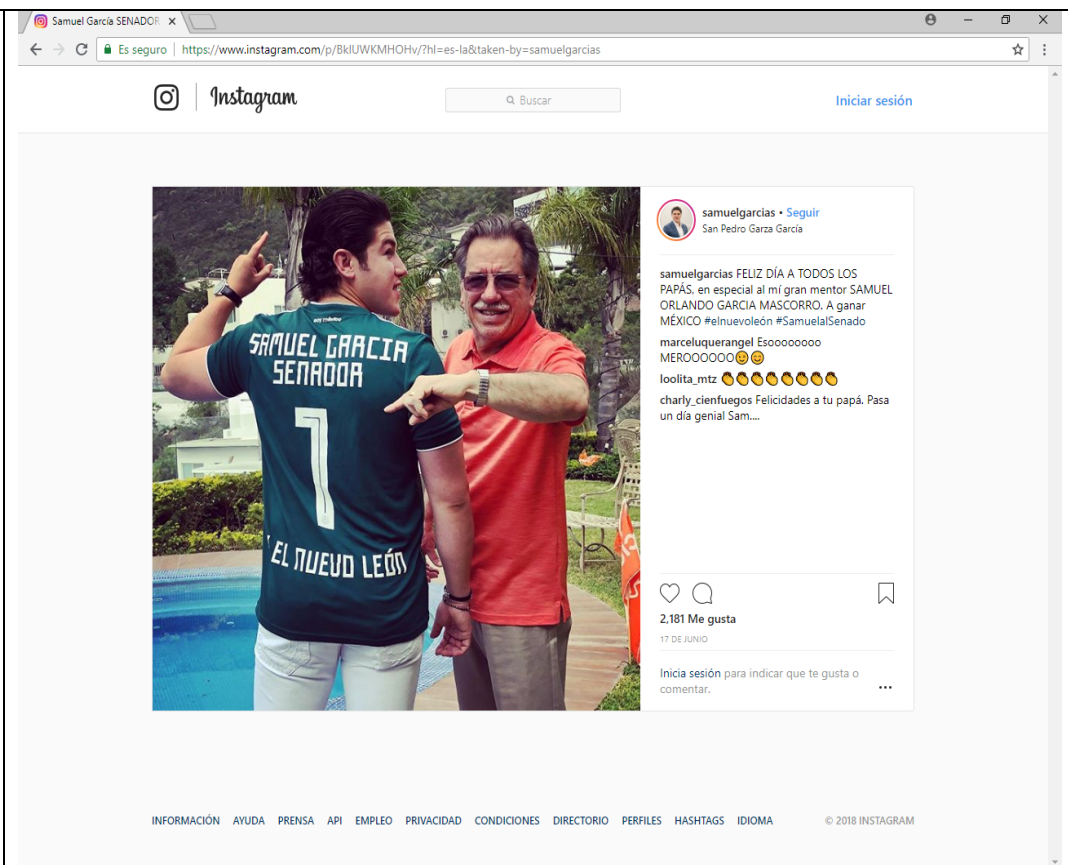 Samuel García SENADOR
Es seguro | https://www.instagram.com/p/BklUWKMHOHv/?hl=es-la&taken-by=samuelgarcias
Instagram
Buscar
Iniciar sesión
SAMUEL GARCIA
SENADOR
1
EL NUEVO LEÓN
samuelgarcias • Seguir
San Pedro Garza García
samuelgarcias FELIZ DÍA A TODOS LOS
PAPÁS, en especial al mí gran mentor SAMUEL
ORLANDO GARCIA MASCORRO. A ganar
MÉXICO #elnuevoleón #SamuelalSenado
marceluquerangel Esoooooooo
MEROOOOOO
loolita_mtz
charly_cienfuegos Felicidades a tu papá. Pasa
un día genial Sam....
2,181 Me gusta
17 DE JUNIO
Inicia sesión para indicar que te gusta o
comentar.
INFORMACIÓN AYUDA PRENSA API EMPLEO PRIVACIDAD CONDICIONES DIRECTORIO PERFILES HASHTAGS IDIOMA © 2018 INSTAGRAM